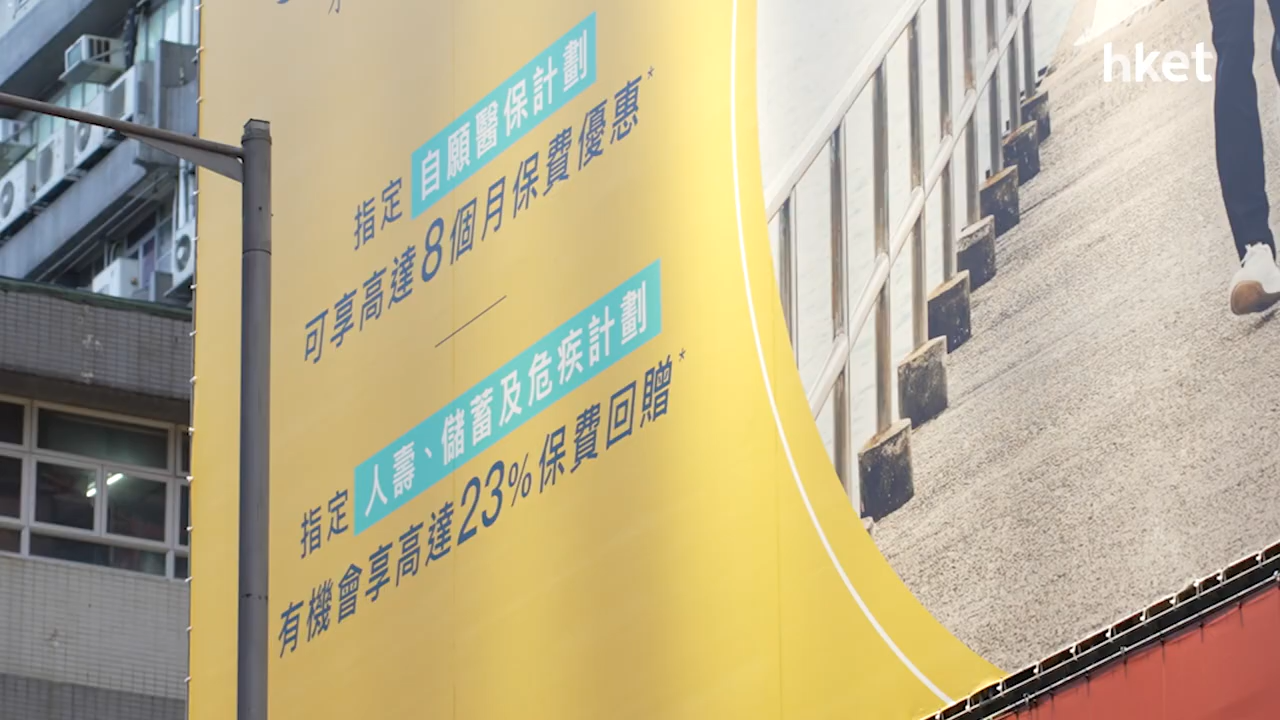 hket
指定 自願醫保計劃
可享高達8個月保費優惠*
指定 人壽、儲蓄及危疾計劃
有機會享高達23%保費回贈*